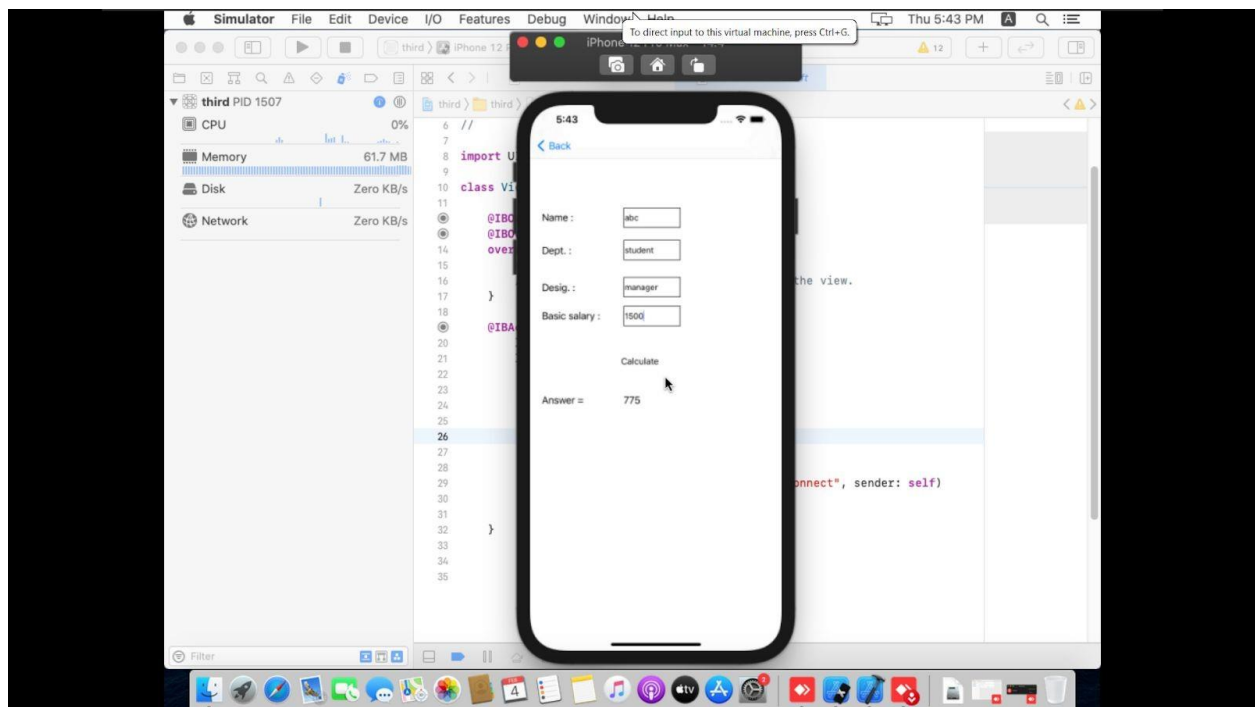 Simulator File Edit Device I/O Features Debug Window Help Thu 5:43 PM A
To direct input to this virtual machine, press Ctrl+G.
third 〉 iPhone 12
12
third PID 1507
CPU 0%
Memory 61.7 MB
Disk Zero KB/s
Network Zero KB/s
third 〉 third 〉
6 //
7
8 import U
9
10 class Vi
11
@IBO
@IBO
14 over
15
16 the view.
17 }
18
@IBA
20
21
22
23
24
25
26
27
28
29 onnect", sender: self)
30
31
32 }
33
34
35
5:43
Back
Name : abc
Dept. : student
Desig. : manager
Basic salary : 1500
Calculate
Answer = 775
Filter
4
tv
2